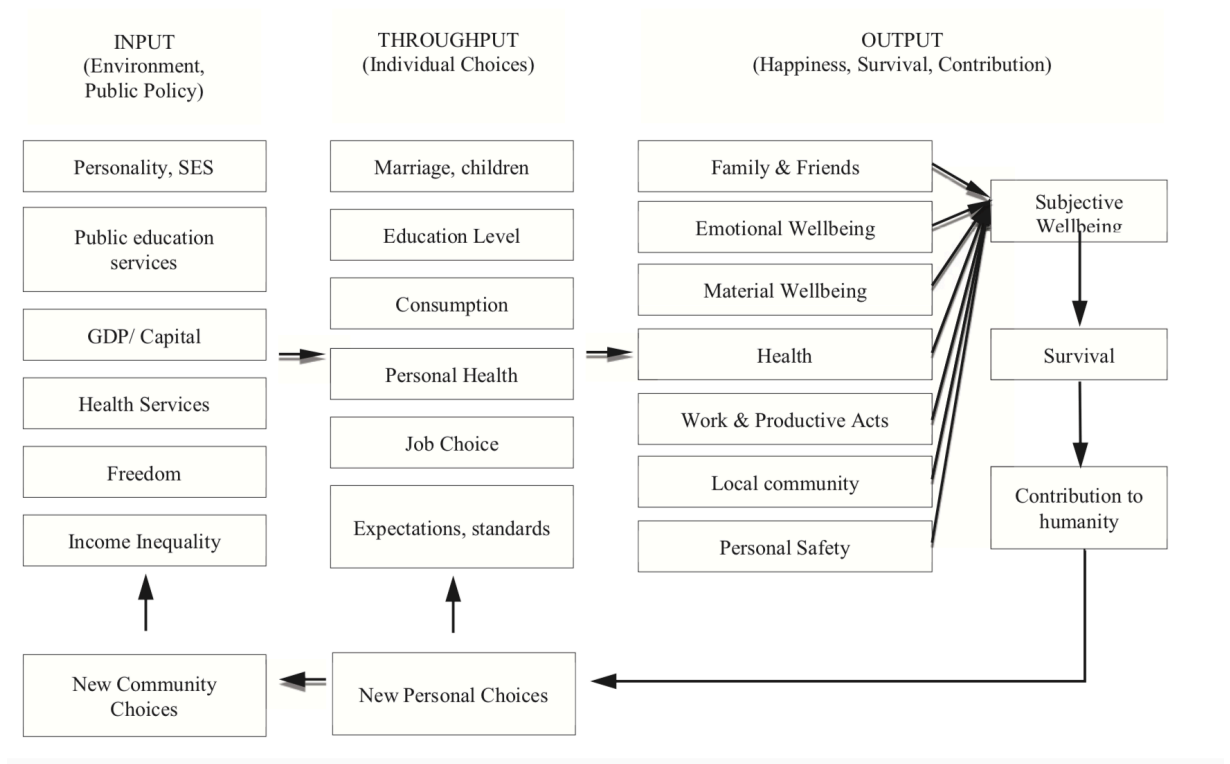 INPUT
(Environment,
Public Policy)
THROUGHPUT
(Individual Choices)
OUTPUT
(Happiness, Survival, Contribution)
Personality, SES
Public education
services
GDP/ Capital
Health Services
Freedom
Income Inequality
New Community
Choices
Marriage, children
Education Level
Consumption
Personal Health
Job Choice
Expectations, standards
New Personal Choices
Family & Friends
Emotional Wellbeing
Material Wellbeing
Health
Work & Productive Acts
Local community
Personal Safety
Subjective
Wellbeing
Survival
Contribution to
humanity